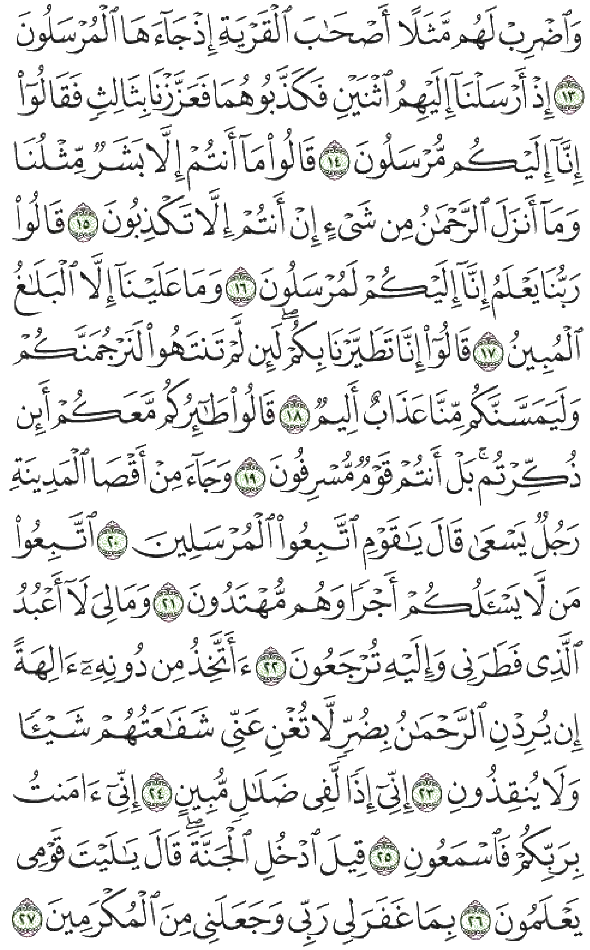 وَٱضۡرِبۡ لَهُم مَّثَلًا أَصۡحَٰبَ ٱلۡقَرۡيَةِ إِذۡ جَآءَهَا ٱلۡمُرۡسَلُونَ
١٣ إِذۡ أَرۡسَلۡنَآ إِلَيۡهِمُ ٱثۡنَيۡنِ فَكَذَّبُوهُمَا فَعَزَّزۡنَا بِثَالِثٖ فَقَالُوٓاْ
إِنَّآ إِلَيۡكُم مُّرۡسَلُونَ ١٤ قَالُواْ مَآ أَنتُمۡ إِلَّا بَشَرٞ مِّثۡلُنَا
وَمَآ أَنزَلَ ٱلرَّحۡمَٰنُ مِن شَيۡءٍ إِنۡ أَنتُمۡ إِلَّا تَكۡذِبُونَ ١٥ قَالُواْ
رَبُّنَا يَعۡلَمُ إِنَّآ إِلَيۡكُمۡ لَمُرۡسَلُونَ ١٦ وَمَا عَلَيۡنَآ إِلَّا ٱلۡبَلَٰغُ
ٱلۡمُبِينُ ١٧ قَالُوٓاْ إِنَّا تَطَيَّرۡنَا بِكُمۡۖ لَئِن لَّمۡ تَنتَهُواْ لَنَرۡجُمَنَّكُمۡ
وَلَيَمَسَّنَّكُم مِّنَّا عَذَابٌ أَلِيمٞ ١٨ قَالُواْ طَٰٓئِرُكُم مَّعَكُمۡ أَئِن
ذُكِّرۡتُمۚ بَلۡ أَنتُمۡ قَوۡمٞ مُّسۡرِفُونَ ١٩ وَجَآءَ مِنۡ أَقۡصَا ٱلۡمَدِينَةِ
رَجُلٞ يَسۡعَىٰ قَالَ يَٰقَوۡمِ ٱتَّبِعُواْ ٱلۡمُرۡسَلِينَ ٢٠ ٱتَّبِعُواْ
مَن لَّا يَسۡـَٔلُكُمۡ أَجۡرٗا وَهُم مُّهۡتَدُونَ ٢١ وَمَا لِيَ لَآ أَعۡبُدُ
ٱلَّذِي فَطَرَنِي وَإِلَيۡهِ تُرۡجَعُونَ ٢٢ ءَأَتَّخِذُ مِن دُونِهِۦٓ ءَالِهَةً
إِن يُرِدۡنِ ٱلرَّحۡمَٰنُ بِضُرّٖ لَّا تُغۡنِ عَنِّي شَفَٰعَتُهُمۡ شَيۡـٔٗا
وَلَا يُنقِذُونِ ٢٣ إِنِّيٓ إِذٗا لَّفِي ضَلَٰلٖ مُّبِينٍ ٢٤ إِنِّيٓ ءَامَنتُ
بِرَبِّكُمۡ فَٱسۡمَعُونِ ٢٥ قِيلَ ٱدۡخُلِ ٱلۡجَنَّةَۖ قَالَ يَٰلَيۡتَ قَوۡمِي
يَعۡلَمُونَ ٢٦ بِمَا غَفَرَ لِي رَبِّي وَجَعَلَنِي مِنَ ٱلۡمُكۡرَمِينَ ٢٧